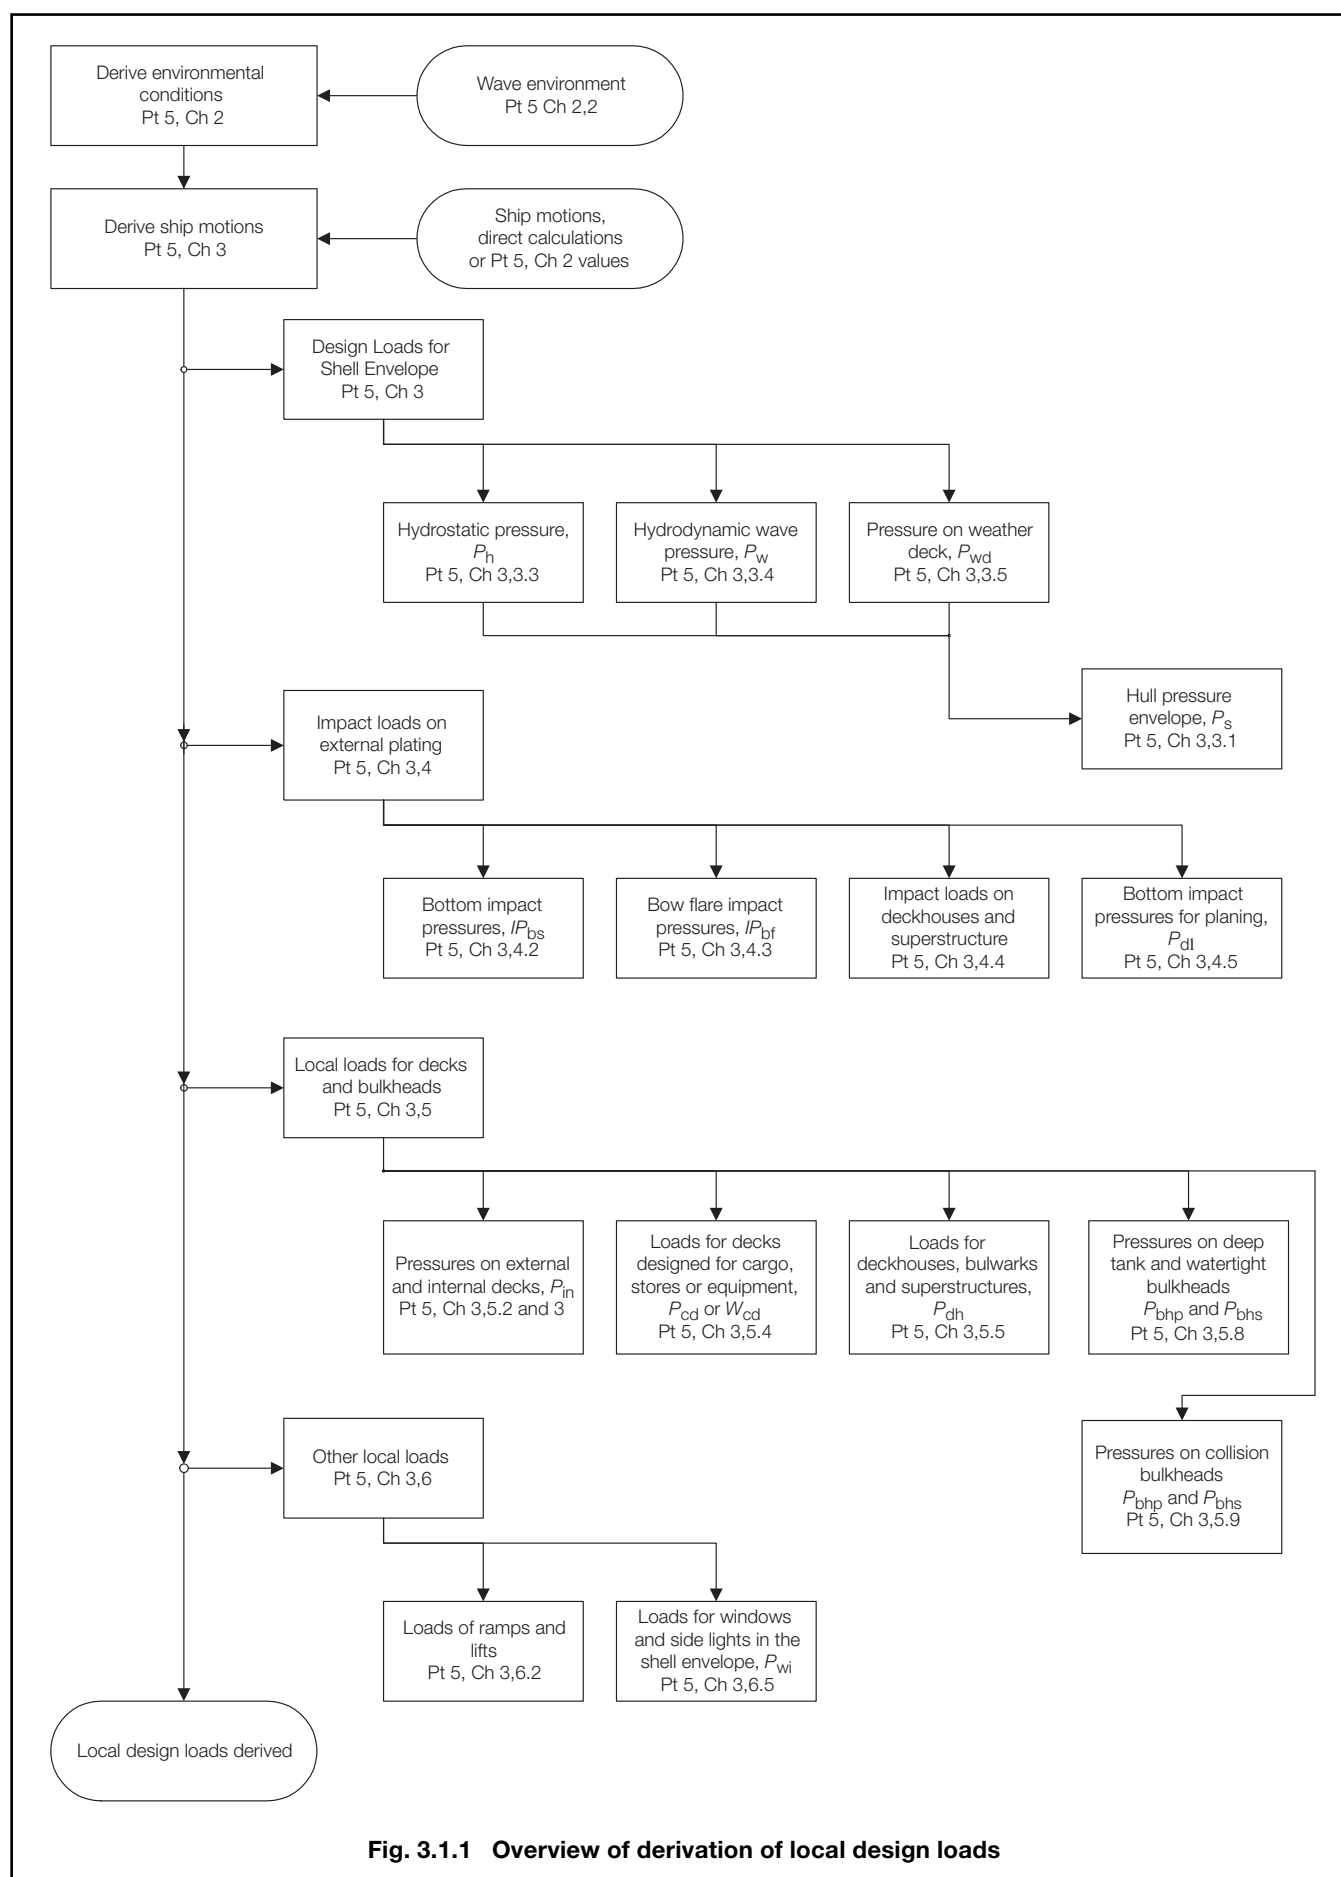 Derive environmental
conditions
Pt 5, Ch 2
Wave environment
Pt 5 Ch 2,2
Derive ship motions
Pt 5, Ch 3
Ship motions,
direct calculations
or Pt 5, Ch 2 values
Design Loads for
Shell Envelope
Pt 5, Ch 3
Hydrostatic pressure,
Ph
Pt 5, Ch 3,3.3
Hydrodynamic wave
pressure, Pw
Pt 5, Ch 3,3.4
Pressure on weather
deck, Pwd
Pt 5, Ch 3,3.5
Hull pressure
envelope, Ps
Pt 5, Ch 3,3.1
Impact loads on
external plating
Pt 5, Ch 3,4
Bottom impact
pressures, IPbs
Pt 5, Ch 3,4.2
Bow flare impact
pressures, IPbf
Pt 5, Ch 3,4.3
Impact loads on
deckhouses and
superstructure
Pt 5, Ch 3,4.4
Bottom impact
pressures for planing,
Pdl
Pt 5, Ch 3,4.5
Local loads for decks
and bulkheads
Pt 5, Ch 3,5
Pressures on external
and internal decks, Pin
Pt 5, Ch 3,5.2 and 3
Loads for decks
designed for cargo,
stores or equipment,
Pcd or Wcd
Pt 5, Ch 3,5.4
Loads for
deckhouses, bulwarks
and superstructures,
Pdh
Pt 5, Ch 3,5.5
Pressures on deep
tank and watertight
bulkheads
Pbhp and Pbhs
Pt 5, Ch 3,5.8
Pressures on collision
bulkheads
Pbhp and Pbhs
Pt 5, Ch 3,5.9
Other local loads
Pt 5, Ch 3,6
Loads of ramps and
lifts
Pt 5, Ch 3,6.2
Loads for windows
and side lights in the
shell envelope, Pwi
Pt 5, Ch 3,6.5
Local design loads derived
Fig. 3.1.1 Overview of derivation of local design loads